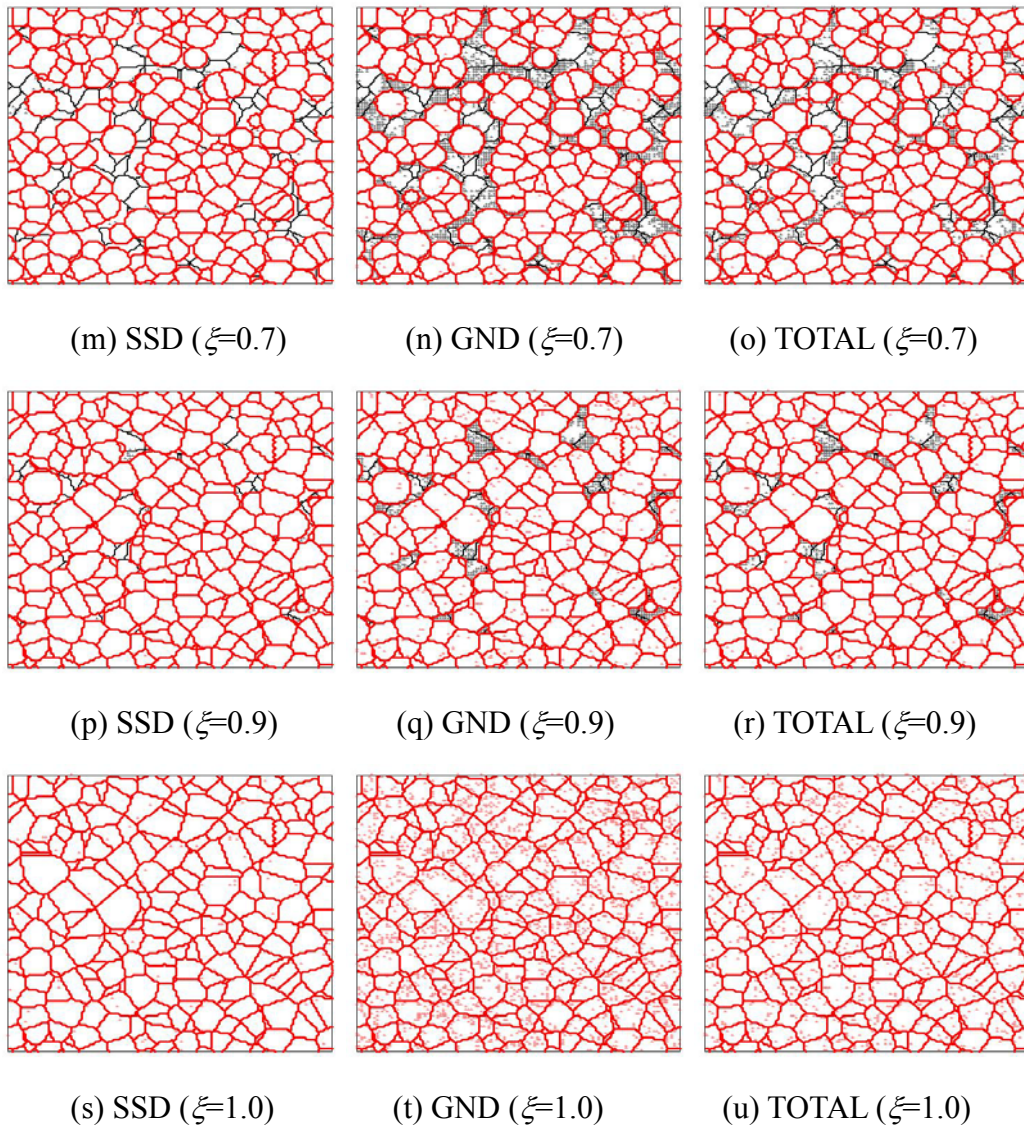 (m) SSD (ξ=0.7) (n) GND (ξ=0.7) (o) TOTAL (ξ=0.7)
(p) SSD (ξ=0.9) (q) GND (ξ=0.9) (r) TOTAL (ξ=0.9)
(s) SSD (ξ=1.0) (t) GND (ξ=1.0) (u) TOTAL (ξ=1.0)